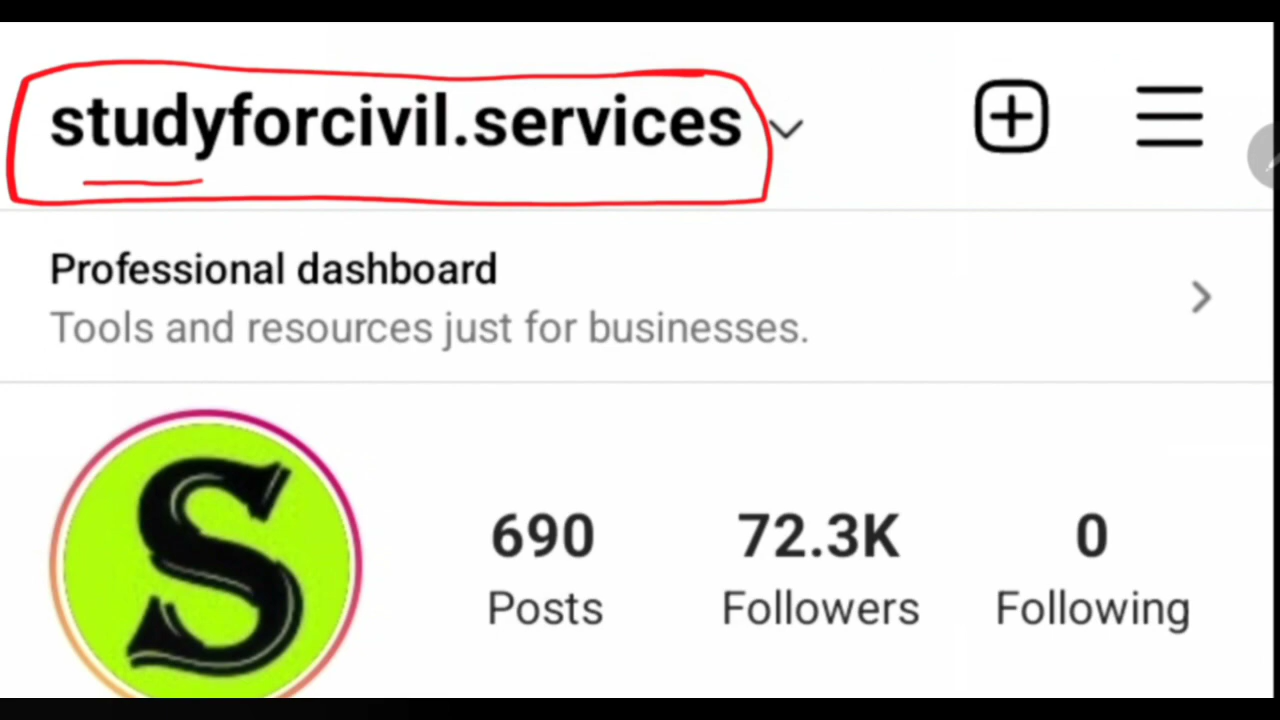 studyforcivil.services
Professional dashboard
Tools and resources just for businesses.
S
690 72.3K 0
Posts Followers Following